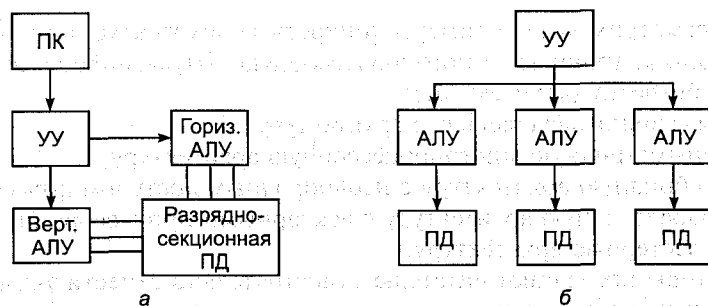 ПК
УУ
Гориз.
АЛУ
Верт.
АЛУ
Разрядно-
секционная
ПД
а
УУ
АЛУ
АЛУ
АЛУ
ПД
ПД
ПД
б